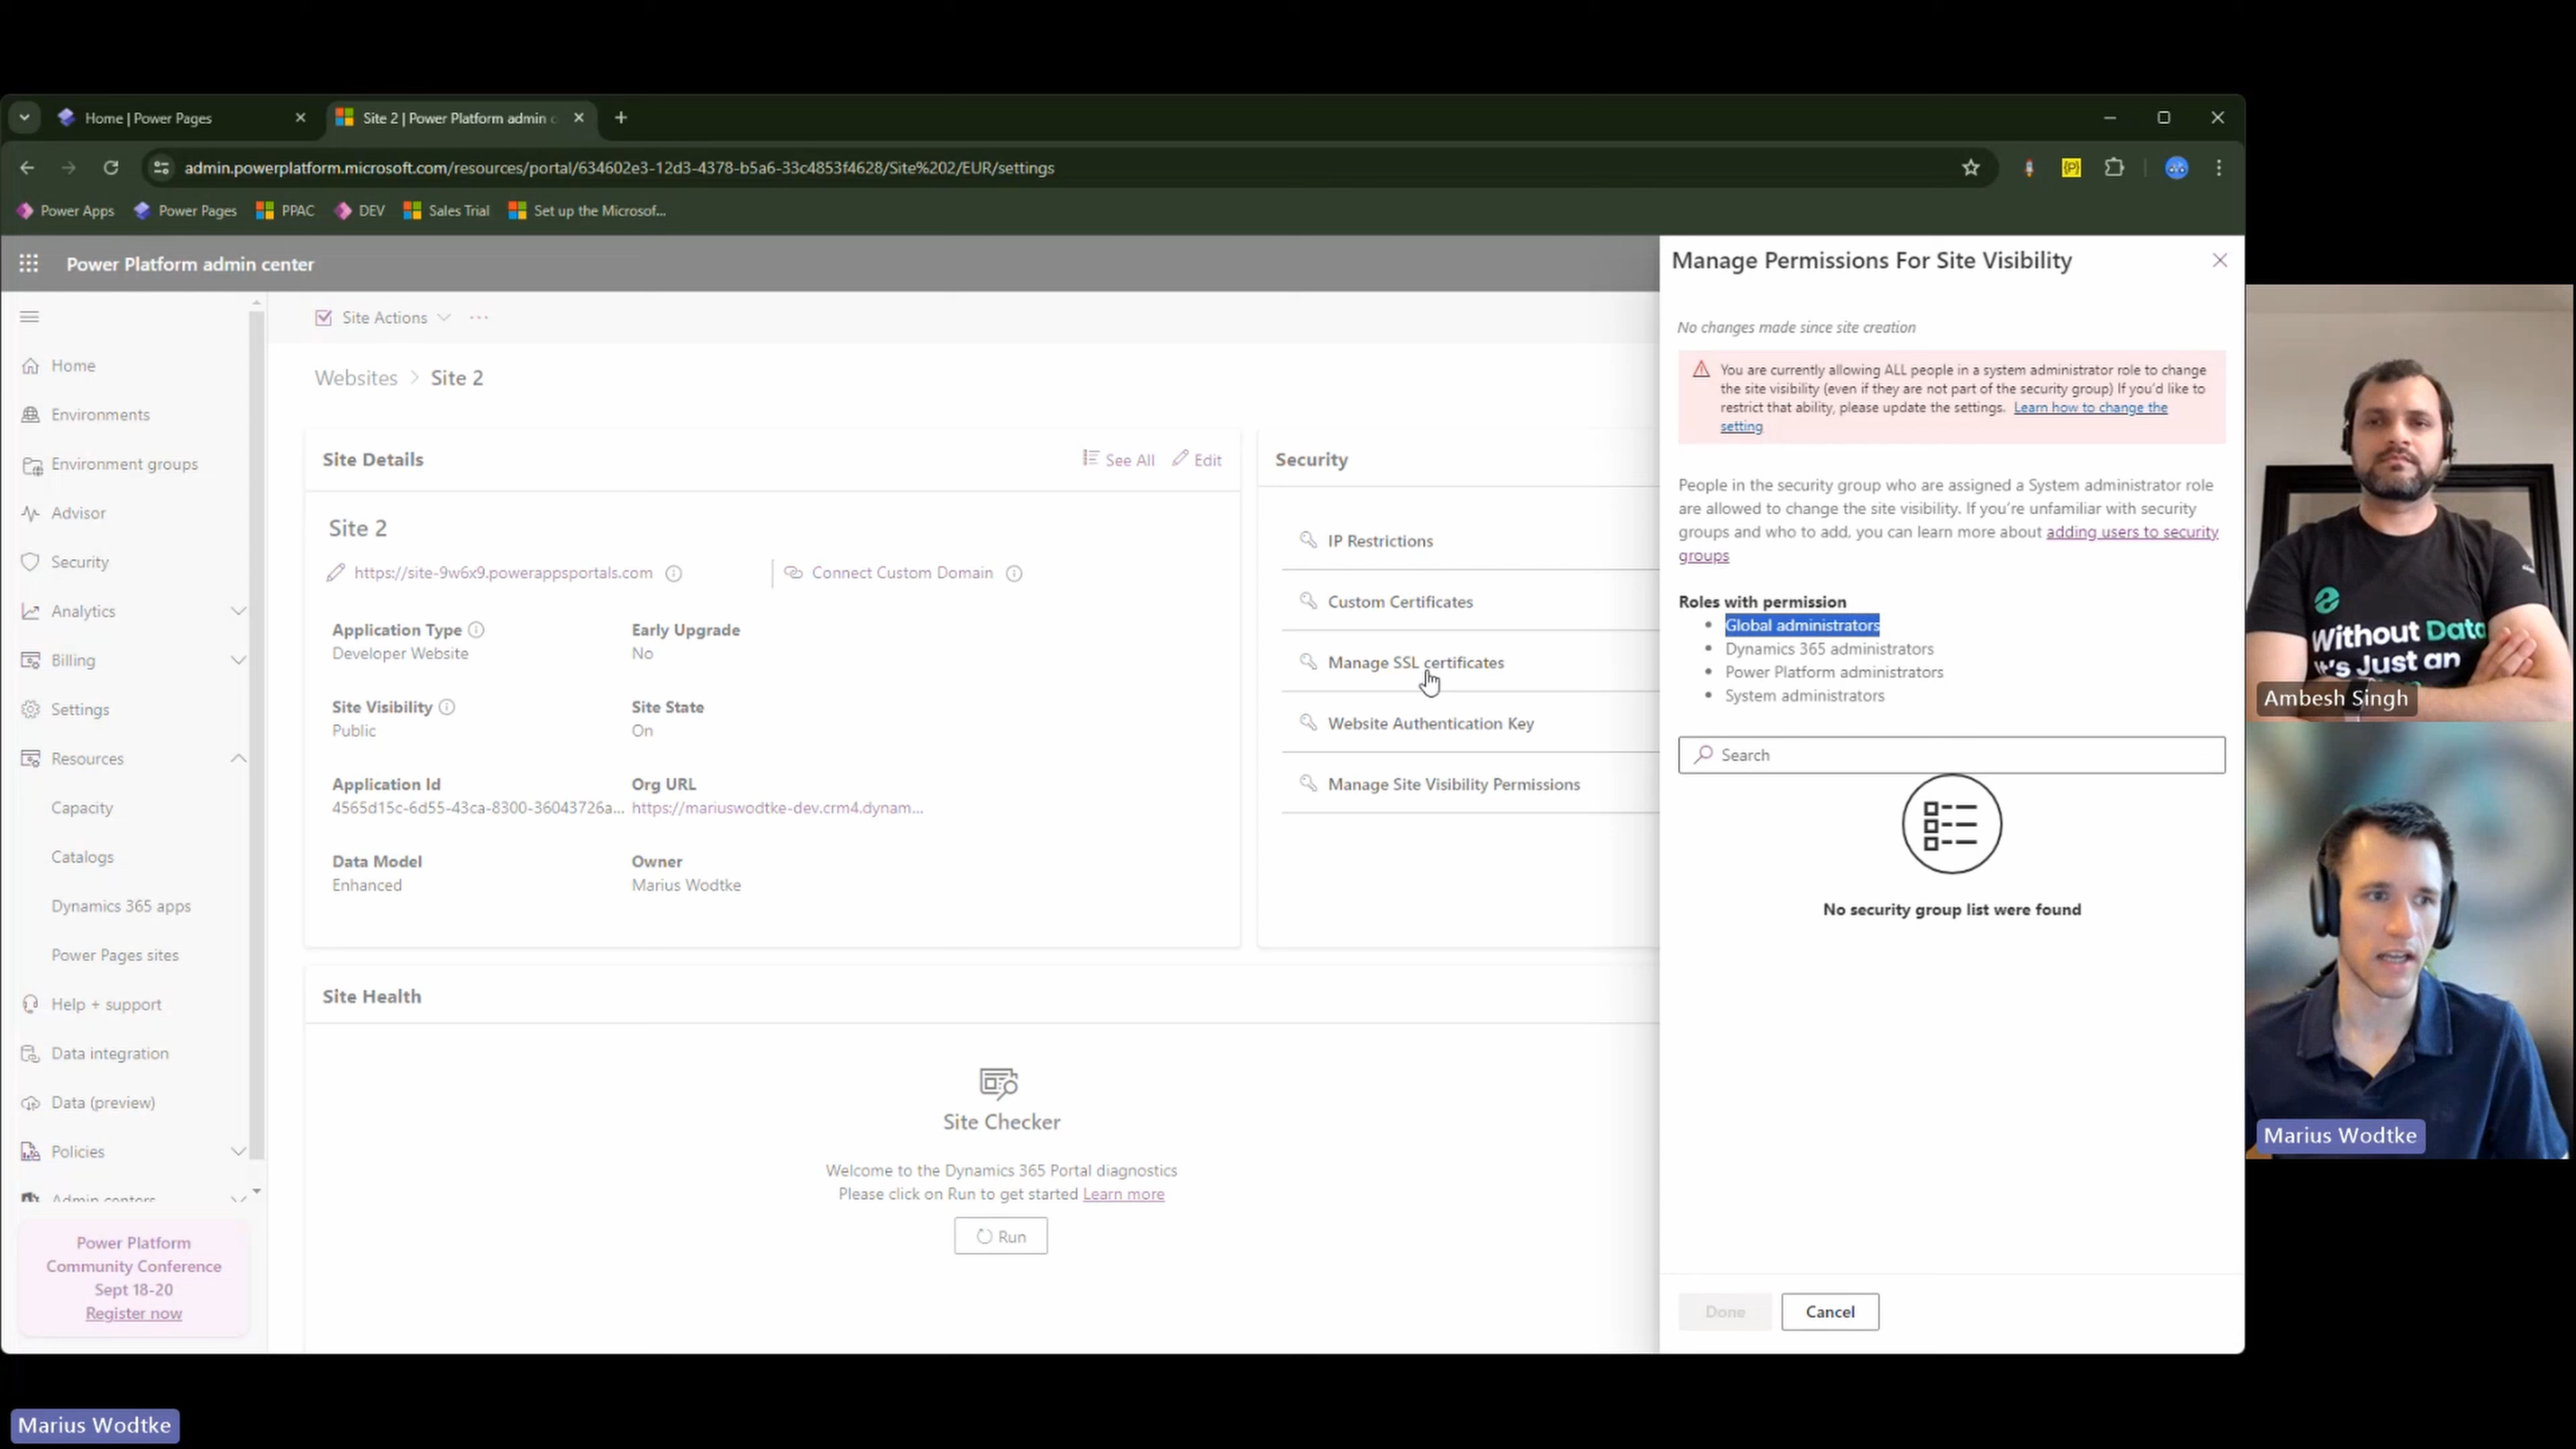 Home | Power Pages
Site 2 | Power Platform admin c
admin.powerplatform.microsoft.com/resources/portal/634602e3-12d3-4378-b5a6-33c4853f4628/Site%202/EUR/settings
Power Apps
Power Pages
PPAC
DEV
Sales Trial
Set up the Microsof...
Power Platform admin center
Home
Environments
Environment groups
Advisor
Security
Analytics
Billing
Settings
Resources
Capacity
Catalogs
Dynamics 365 apps
Power Pages sites
Help + support
Data integration
Data (preview)
Policies
Admin centers
Power Platform
Community Conference
Sept 18-20
Register now
Site Actions
Websites > Site 2
Site Details
See All
Edit
Site 2
https://site-9w6x9.powerappsportals.com
Connect Custom Domain
Application Type
Developer Website
Early Upgrade
No
Site Visibility
Public
Site State
On
Application Id
4565d15c-6d55-43ca-8300-36043726a...
Org URL
https://mariuswodtke-dev.crm4.dynam...
Data Model
Enhanced
Owner
Marius Wodtke
Security
IP Restrictions
Custom Certificates
Manage SSL certificates
Website Authentication Key
Manage Site Visibility Permissions
Site Health
Site Checker
Welcome to the Dynamics 365 Portal diagnostics
Please click on Run to get started Learn more
Run
Manage Permissions For Site Visibility
No changes made since site creation
You are currently allowing ALL people in a system administrator role to change
the site visibility (even if they are not part of the security group) If you'd like to
restrict that ability, please update the settings. Learn how to change the
setting
People in the security group who are assigned a System administrator role
are allowed to change the site visibility. If you're unfamiliar with security
groups and who to add, you can learn more about adding users to security
groups
Roles with permission
Global administrators
Dynamics 365 administrators
Power Platform administrators
System administrators
Search
No security group list were found
Done
Cancel
Without Data
It's Just an
Ambesh Singh
Marius Wodtke
Marius Wodtke